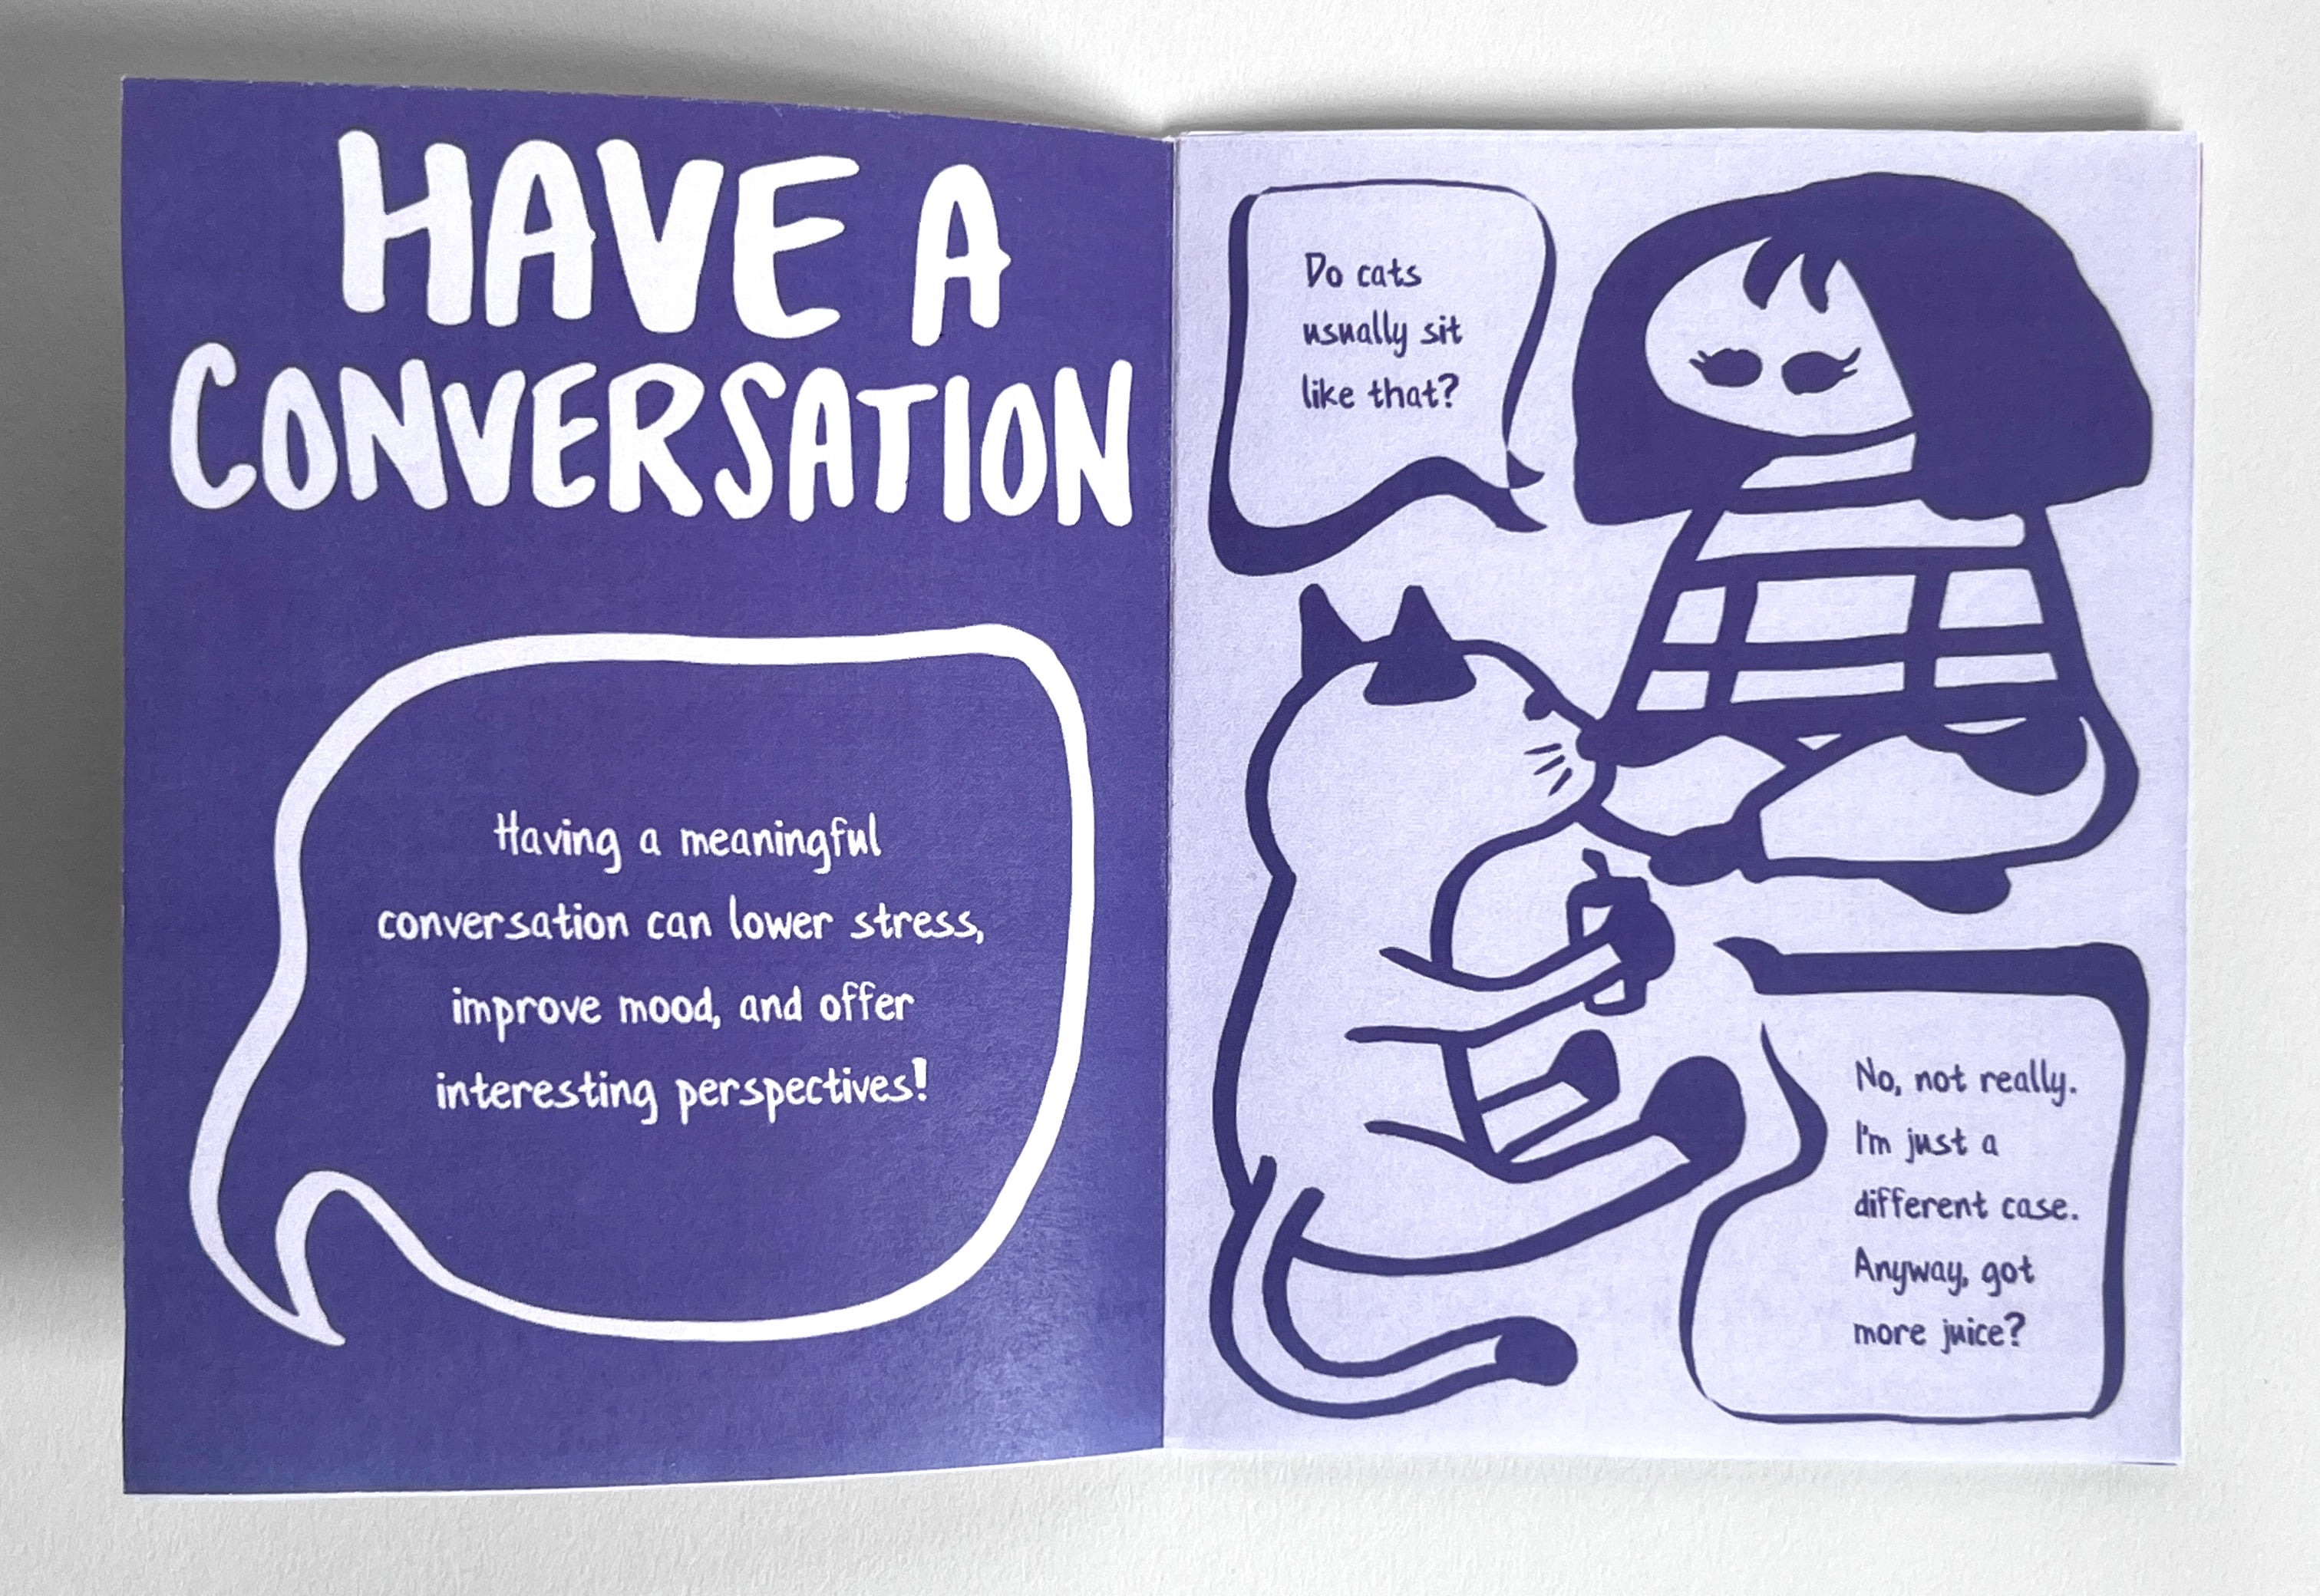 HAVE A
CONVERSATION
Having a meaningful
conversation can lower stress,
improve mood, and offer
interesting perspectives!
Do cats
usually sit
like that?
No, not really.
I'm just a
different case.
Anyway, got
more juice?